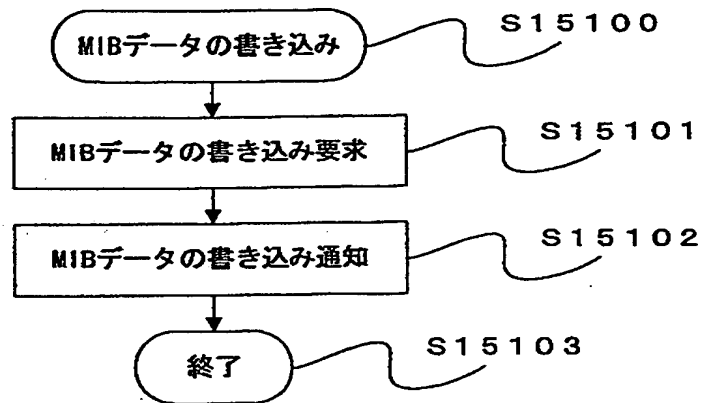 MIBデータの書き込み
S15100
MIBデータの書き込み要求
S15101
MIBデータの書き込み通知
S15102
終了
S15103